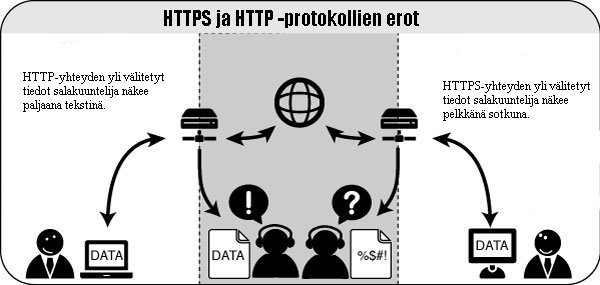 HTTPS ja HTTP -protokollien erot
HTTP-yhteyden yli välitetyt
tiedot salakuuntelija näkee
paljaana tekstinä.
HTTPS-yhteyden yli välitetyt
tiedot salakuuntelija näkee
pelkkänä sotkuna.
!
?
DATA
DATA
%$#!
DATA